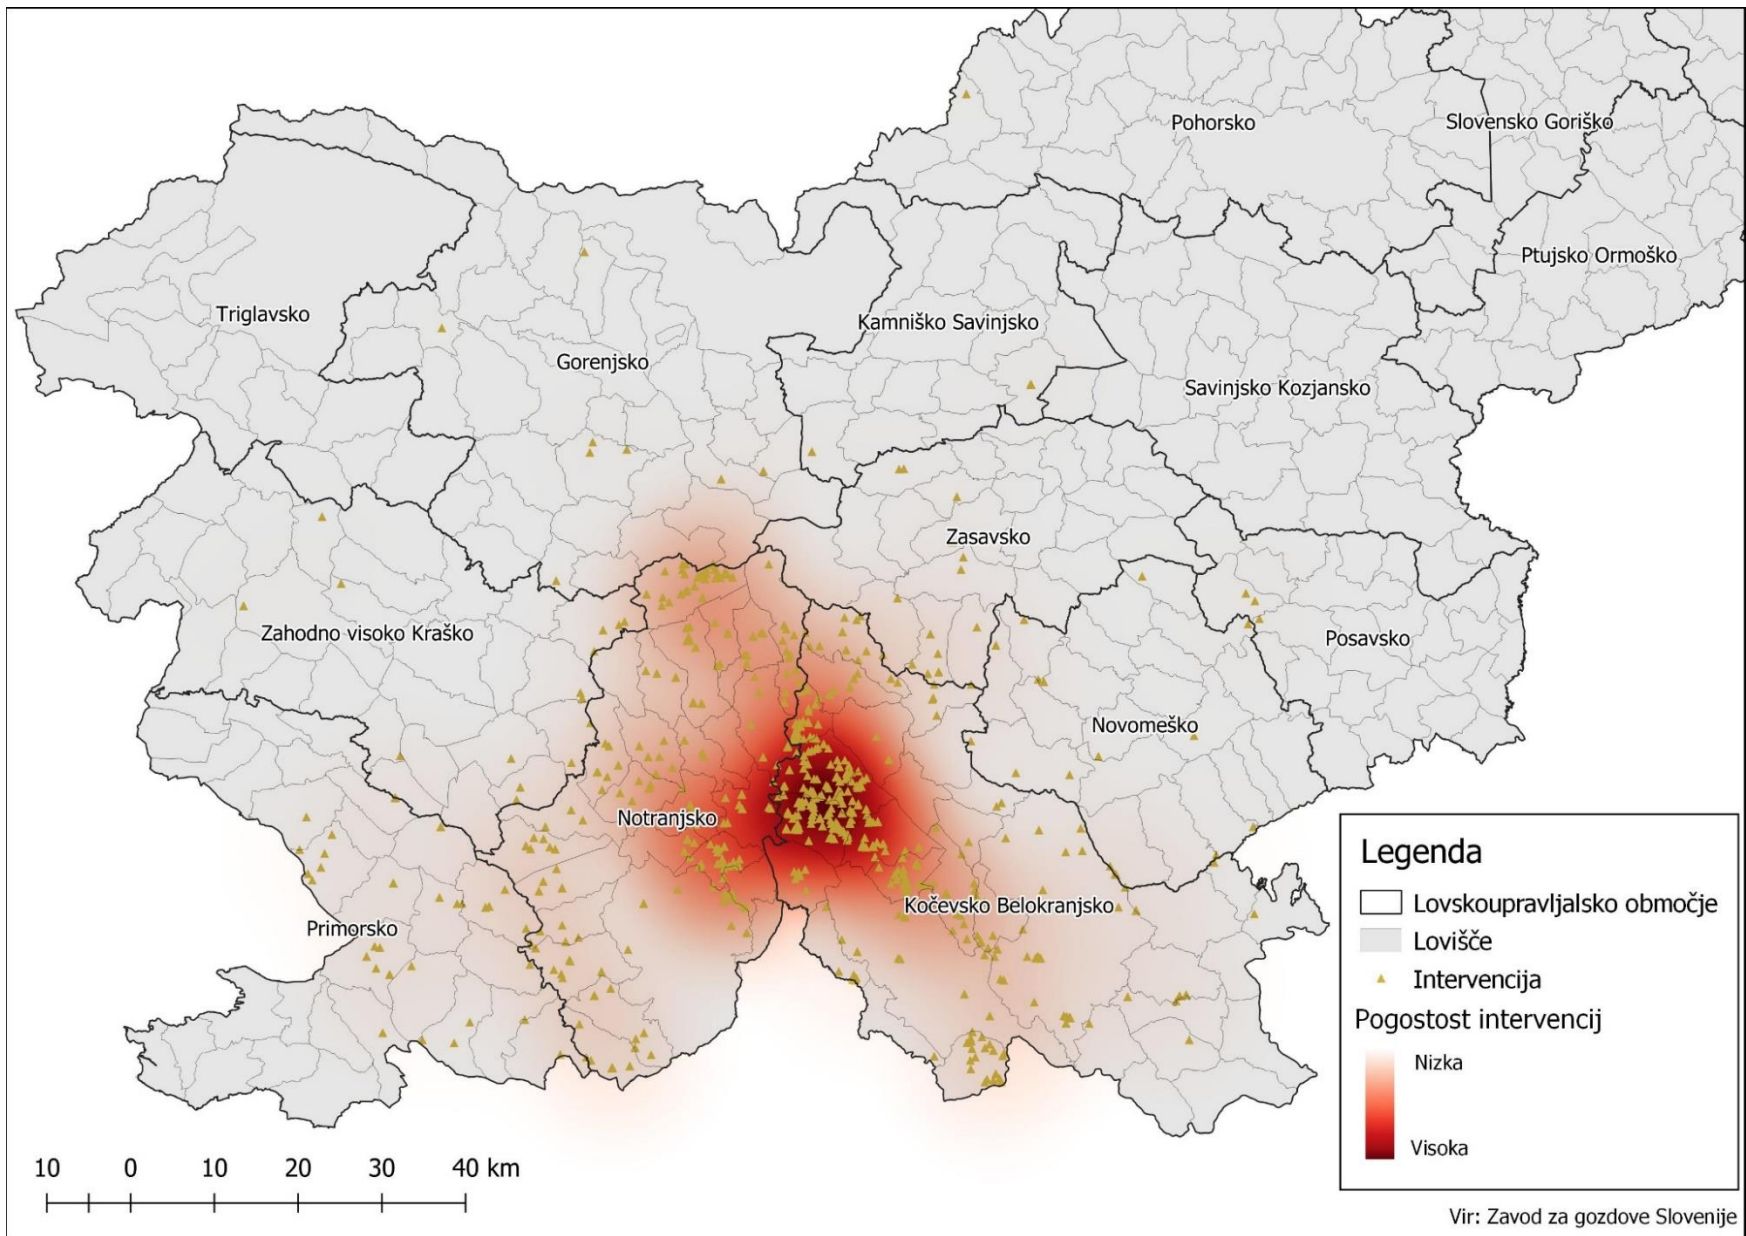 Pohorsko
Slovensko Goriško
Ptujsko Ormoško
Triglavsko
Kamniško Savinjsko
Gorenjsko
Savinjsko Kozjansko
Zasavsko
Zahodno visoko Kraško
Posavsko
Novomeško
Notranjsko
Kočevsko Belokranjsko
Primorsko
Legenda
Lovskoupravljalsko območje
Lovišče
Intervencija
Pogostost intervencij
Nizka
Visoka
10 0 10 20 30 40 km
Vir: Zavod za gozdove Slovenije